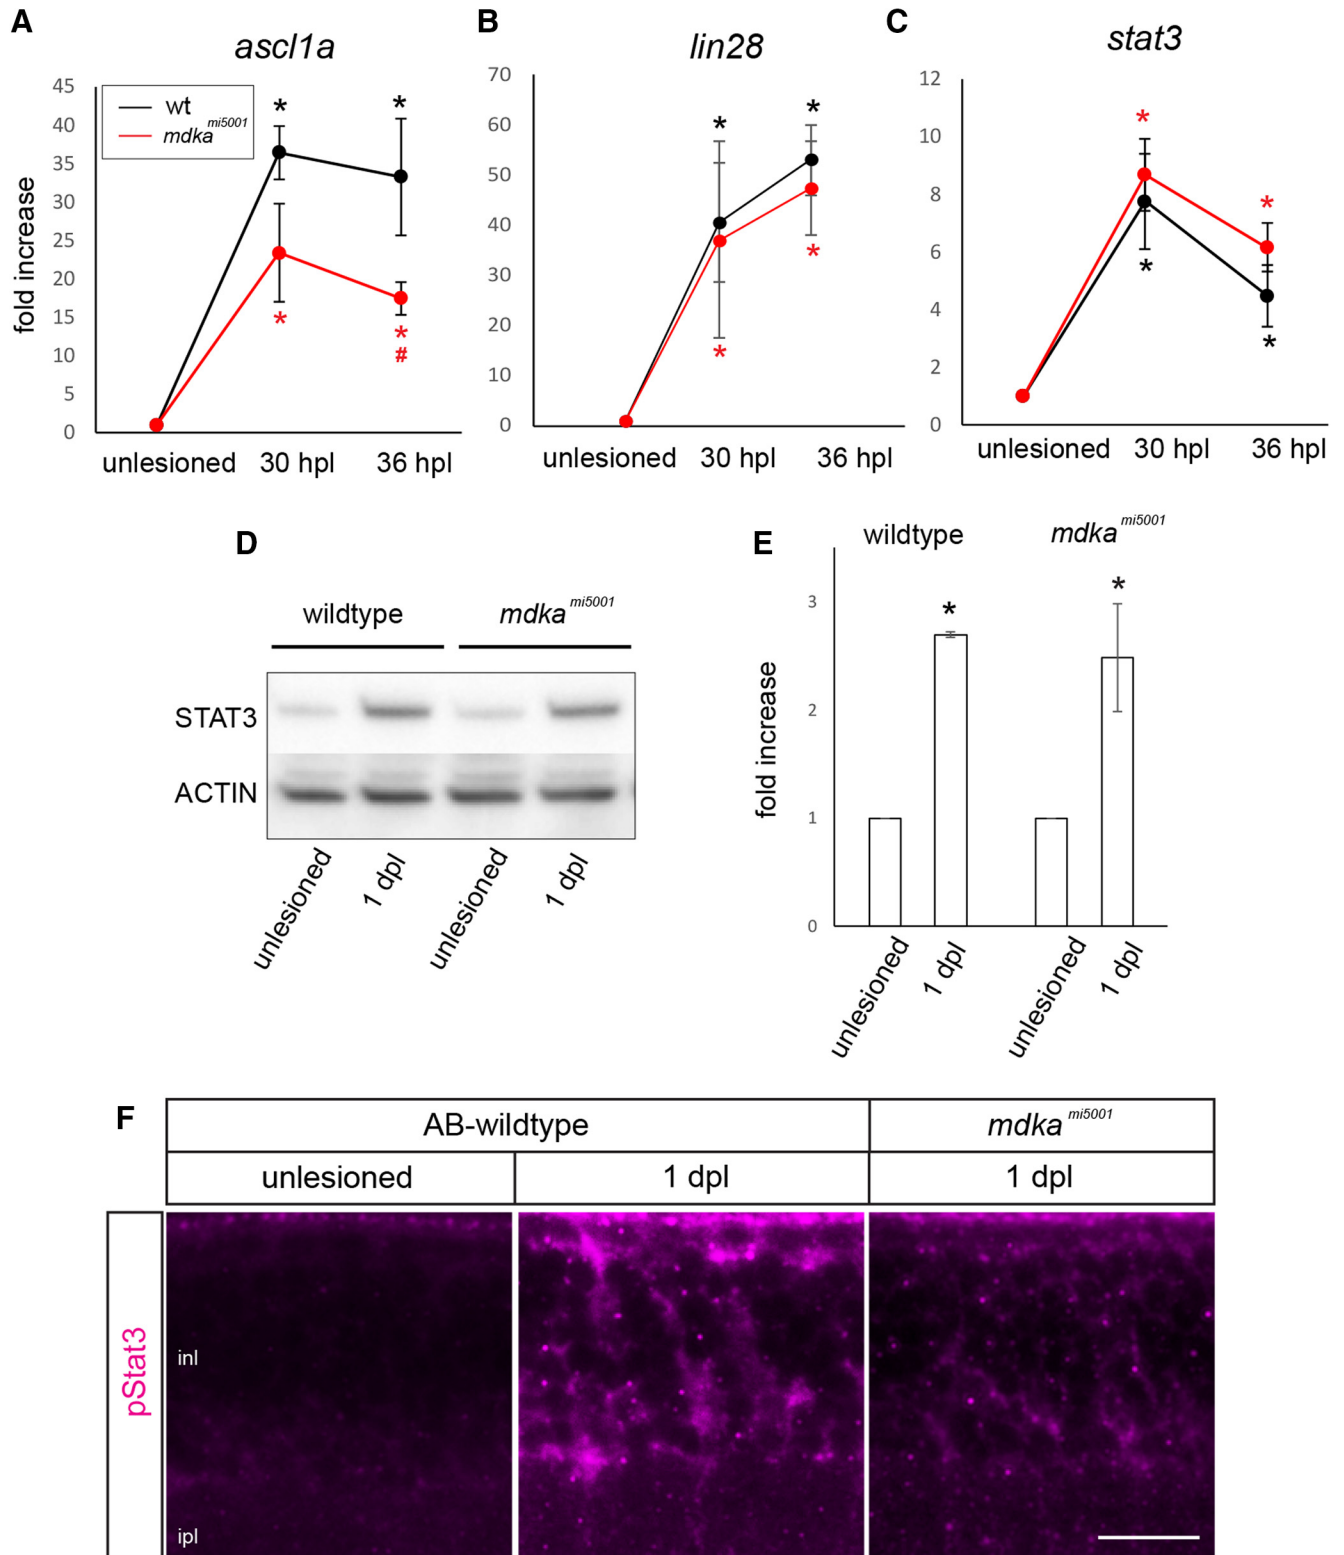 A
ascl1a
45
40
35
30
25
20
15
10
5
0
fold increase
wt
mdka mi5001
*
*
*
*
#
unlesioned 30 hpl 36 hpl
B
lin28
70
60
50
40
30
20
10
0
*
*
*
*
unlesioned 30 hpl 36 hpl
C
stat3
12
10
8
6
4
2
0
*
*
*
*
unlesioned 30 hpl 36 hpl
D
wildtype mdka mi5001
STAT3
ACTIN
unlesioned
1 dpl
unlesioned
1 dpl
E
wildtype mdka mi5001
fold increase
3
2
1
0
*
*
unlesioned
1 dpl
unlesioned
1 dpl
F
AB-wildtype mdka mi5001
unlesioned 1 dpl 1 dpl
pStat3
inl
ipl